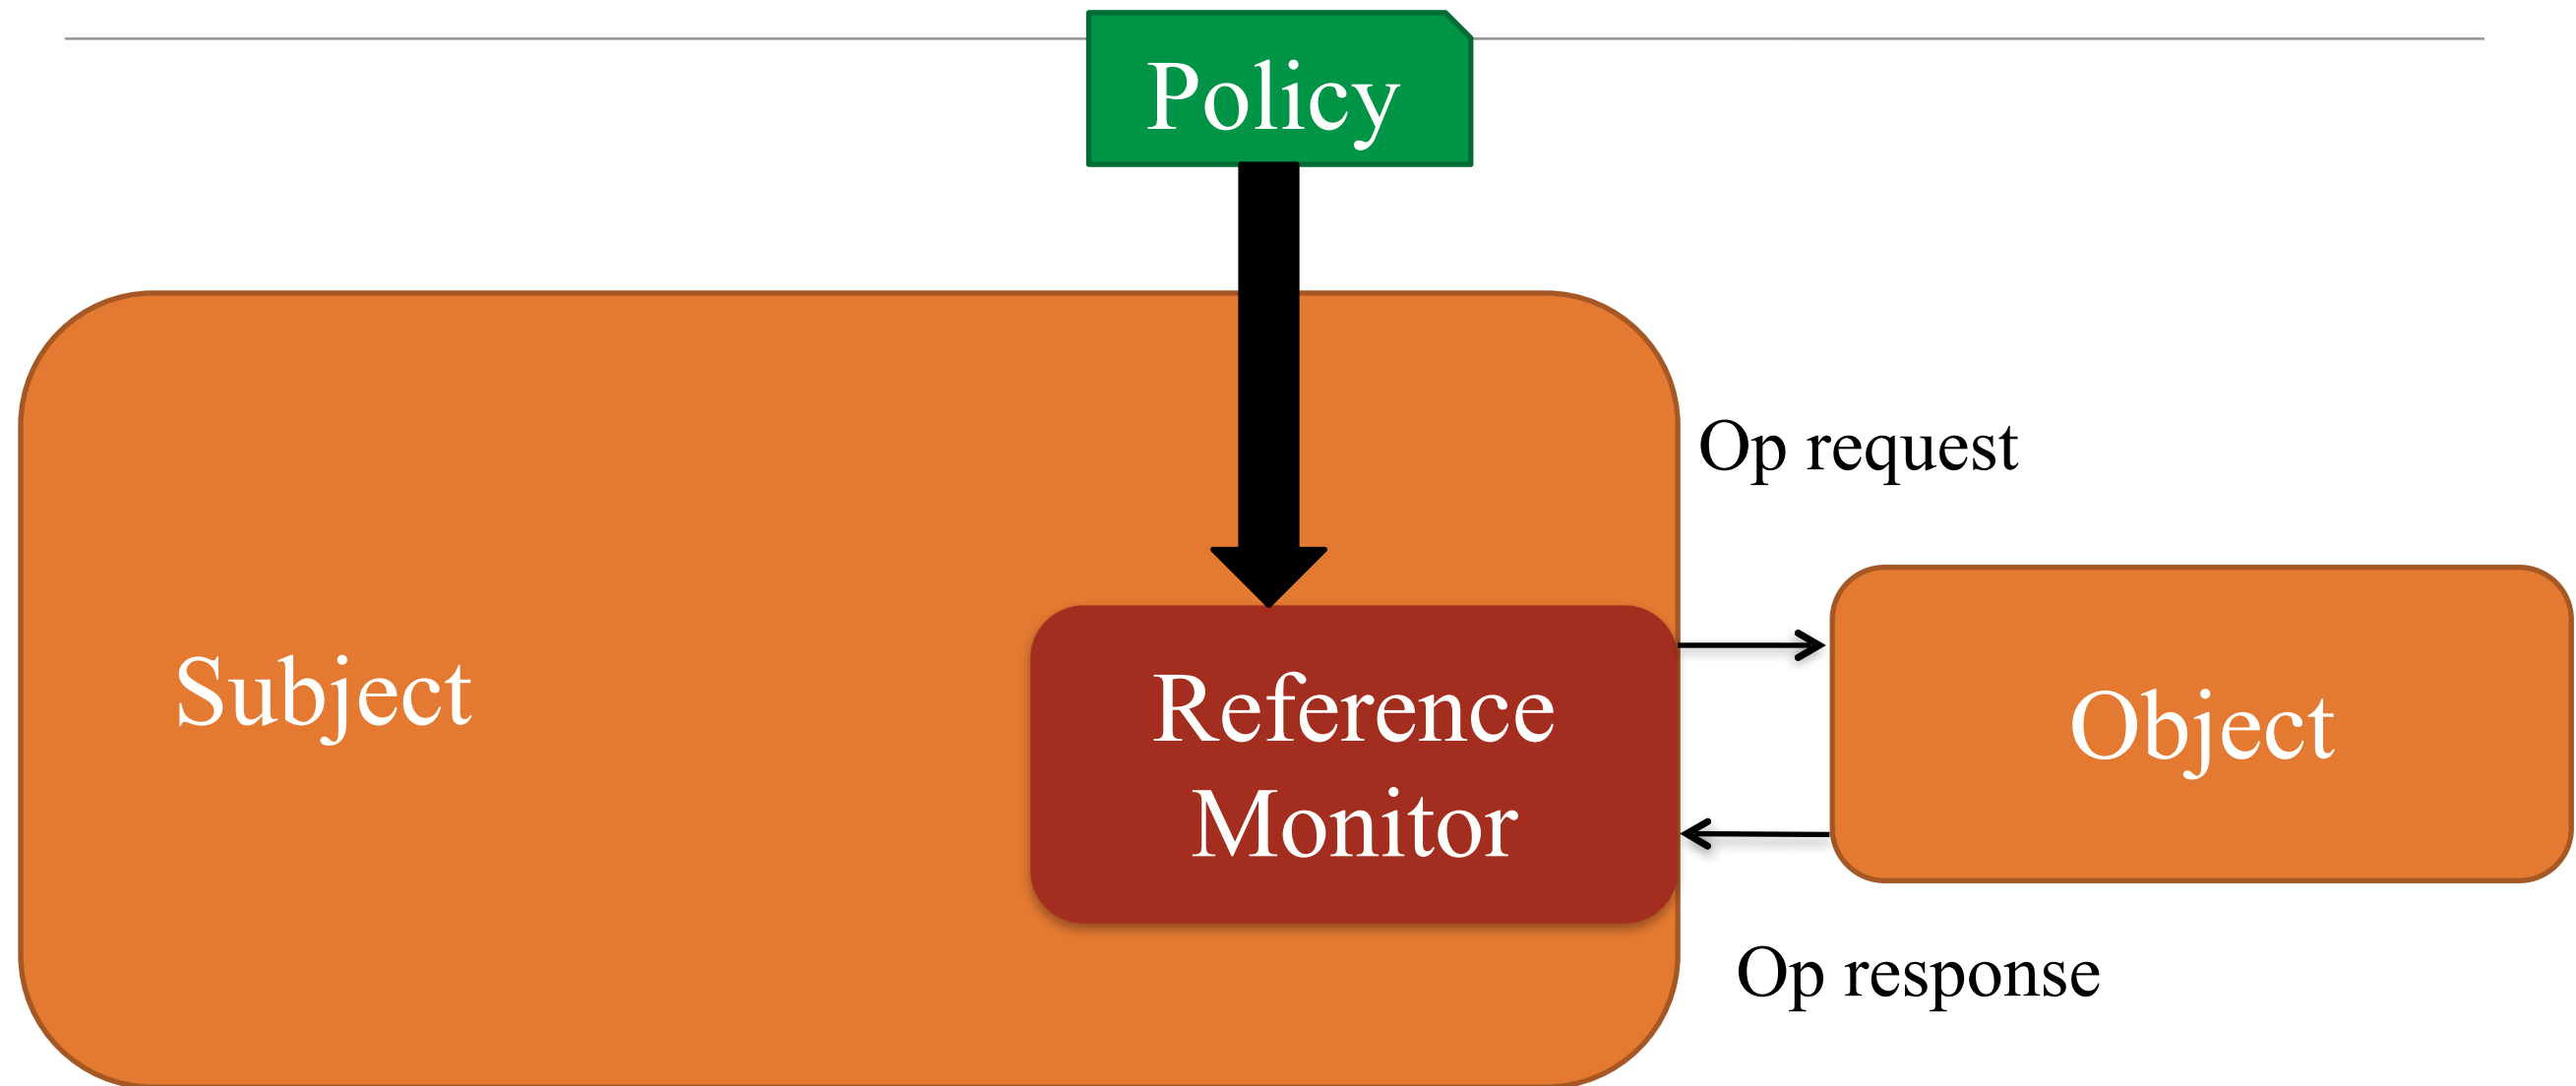 Policy
Op request
Subject
Reference
Monitor
Object
Op response